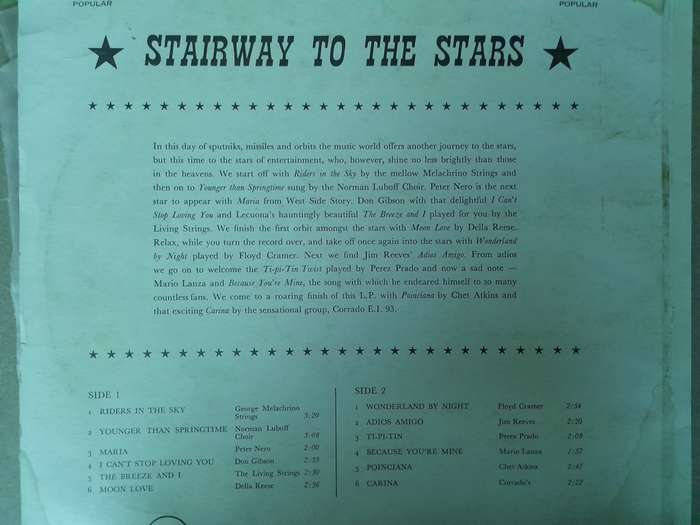 POPULAR POPULAR
★ STAIRWAY TO THE STARS ★
In this day of sputniks, missiles and orbits the music world offers another journey to the stars,
but this time to the stars of entertainment, who, however, shine no less brightly than those
in the heavens. We start off with Riders in the Sky by the mellow Melachrino Strings and
then on to Younger than Springtime sung by the Norman Luboff Choir. Peter Nero is the next
star to appear with Maria from West Side Story. Don Gibson with that delightful I Can't
Stop Loving You and Lecuona's hauntingly beautiful The Breeze and I played for you by the
Living Strings. We finish the first orbit amongst the stars with Moon Love by Della Reese.
Relax, while you turn the record over, and take off once again into the stars with Wonderland
by Night played by Floyd Cramer. Next we find Jim Reeves' Adios Amigo. From adios
we go on to welcome the Ti-pi-Tin Twist played by Perez Prado and now a sad note —
Mario Lanza and Because You're Mine, the song with which he endeared himself to so many
countless fans. We come to a roaring finish of this L.P. with Poinciana by Chet Atkins and
that exciting Carina by the sensational group, Corrado E.I. 93.
SIDE 1
1 RIDERS IN THE SKY George Melachrino
Strings 3:20
2 YOUNGER THAN SPRINGTIME Norman Luboff
Choir 3:08
3 MARIA Peter Nero 2:00
4 I CAN'T STOP LOVING YOU Don Gibson 2:33
5 THE BREEZE AND I The Living Strings 2:30
6 MOON LOVE Della Reese 2:36
SIDE 2
1 WONDERLAND BY NIGHT Floyd Cramer 2:34
2 ADIOS AMIGO Jim Reeves 2:20
3 TI-PI-TIN Perez Prado 2:09
4 BECAUSE YOU'RE MINE Mario Lanza
5 POINCIANA Chet Atkins 2:47
6 CARINA Corrado's 2:22